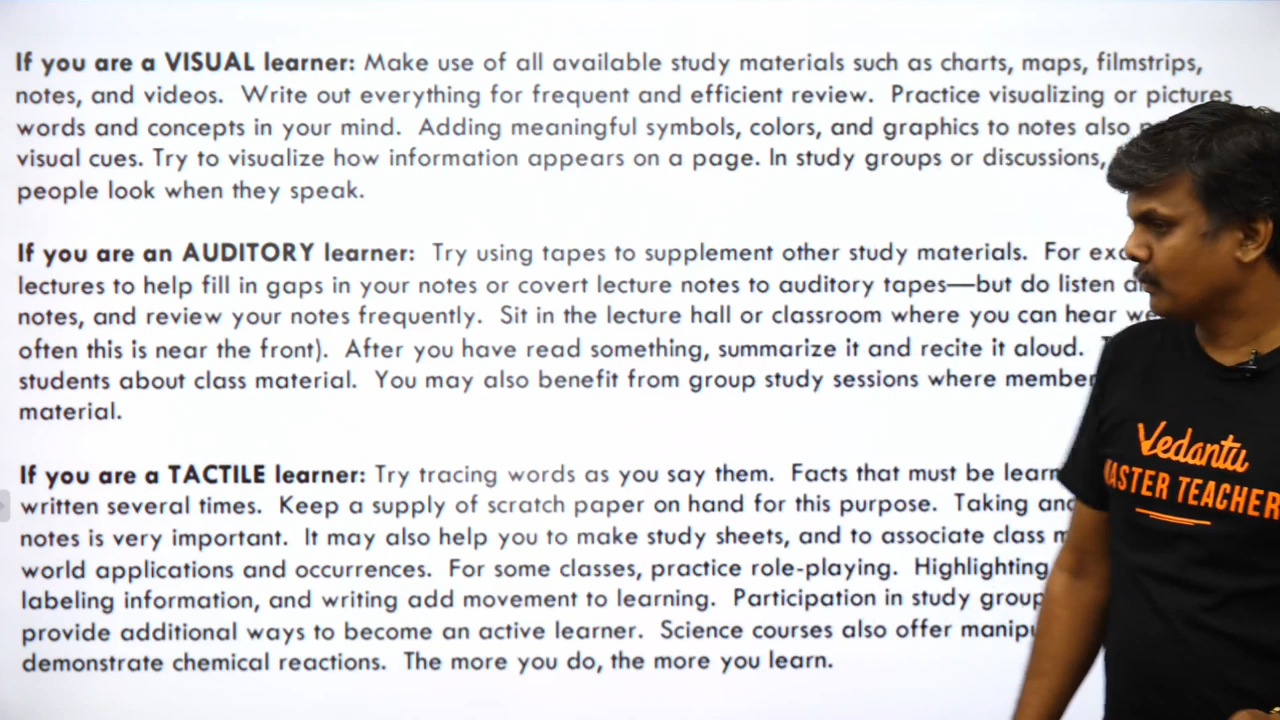 If you are a VISUAL learner: Make use of all available study materials such as charts, maps, filmstrips,
notes, and videos. Write out everything for frequent and efficient review. Practice visualizing or pictures
words and concepts in your mind. Adding meaningful symbols, colors, and graphics to notes also
visual cues. Try to visualize how information appears on a page. In study groups or discussions,
people look when they speak.
If you are an AUDITORY learner: Try using tapes to supplement other study materials. For
lectures to help fill in gaps in your notes or covert lecture notes to auditory tapes—but do listen
notes, and review your notes frequently. Sit in the lecture hall or classroom where you can hear
often this is near the front). After you have read something, summarize it and recite it aloud.
students about class material. You may also benefit from group study sessions where
material.
If you are a TACTILE learner: Try tracing words as you say them. Facts that must be
written several times. Keep a supply of scratch paper on hand for this purpose. Taking
notes is very important. It may also help you to make study sheets, and to associate class
world applications and occurrences. For some classes, practice role-playing. Highlighting
labeling information, and writing add movement to learning. Participation in study
provide additional ways to become an active learner. Science courses also offer
demonstrate chemical reactions. The more you do, the more you learn.
Vedantu
MASTER TEACHER